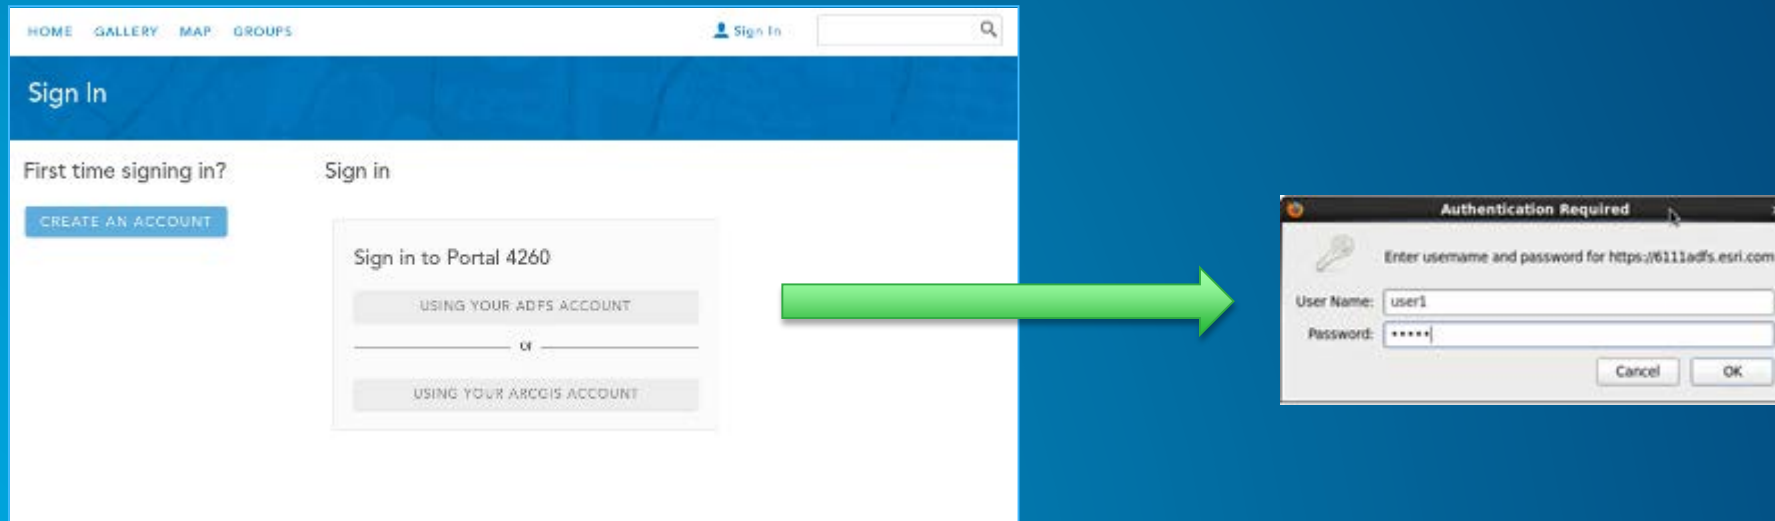 HOME GALLERY MAP GROUPS Sign In
Sign In
First time signing in?
Sign in
CREATE AN ACCOUNT
Sign in to Portal 4260
USING YOUR ADFS ACCOUNT
or
USING YOUR ARCGIS ACCOUNT
Authentication Required
Enter username and password for https://6111adfs.esri.com
User Name: user1
Password: •••••
Cancel OK